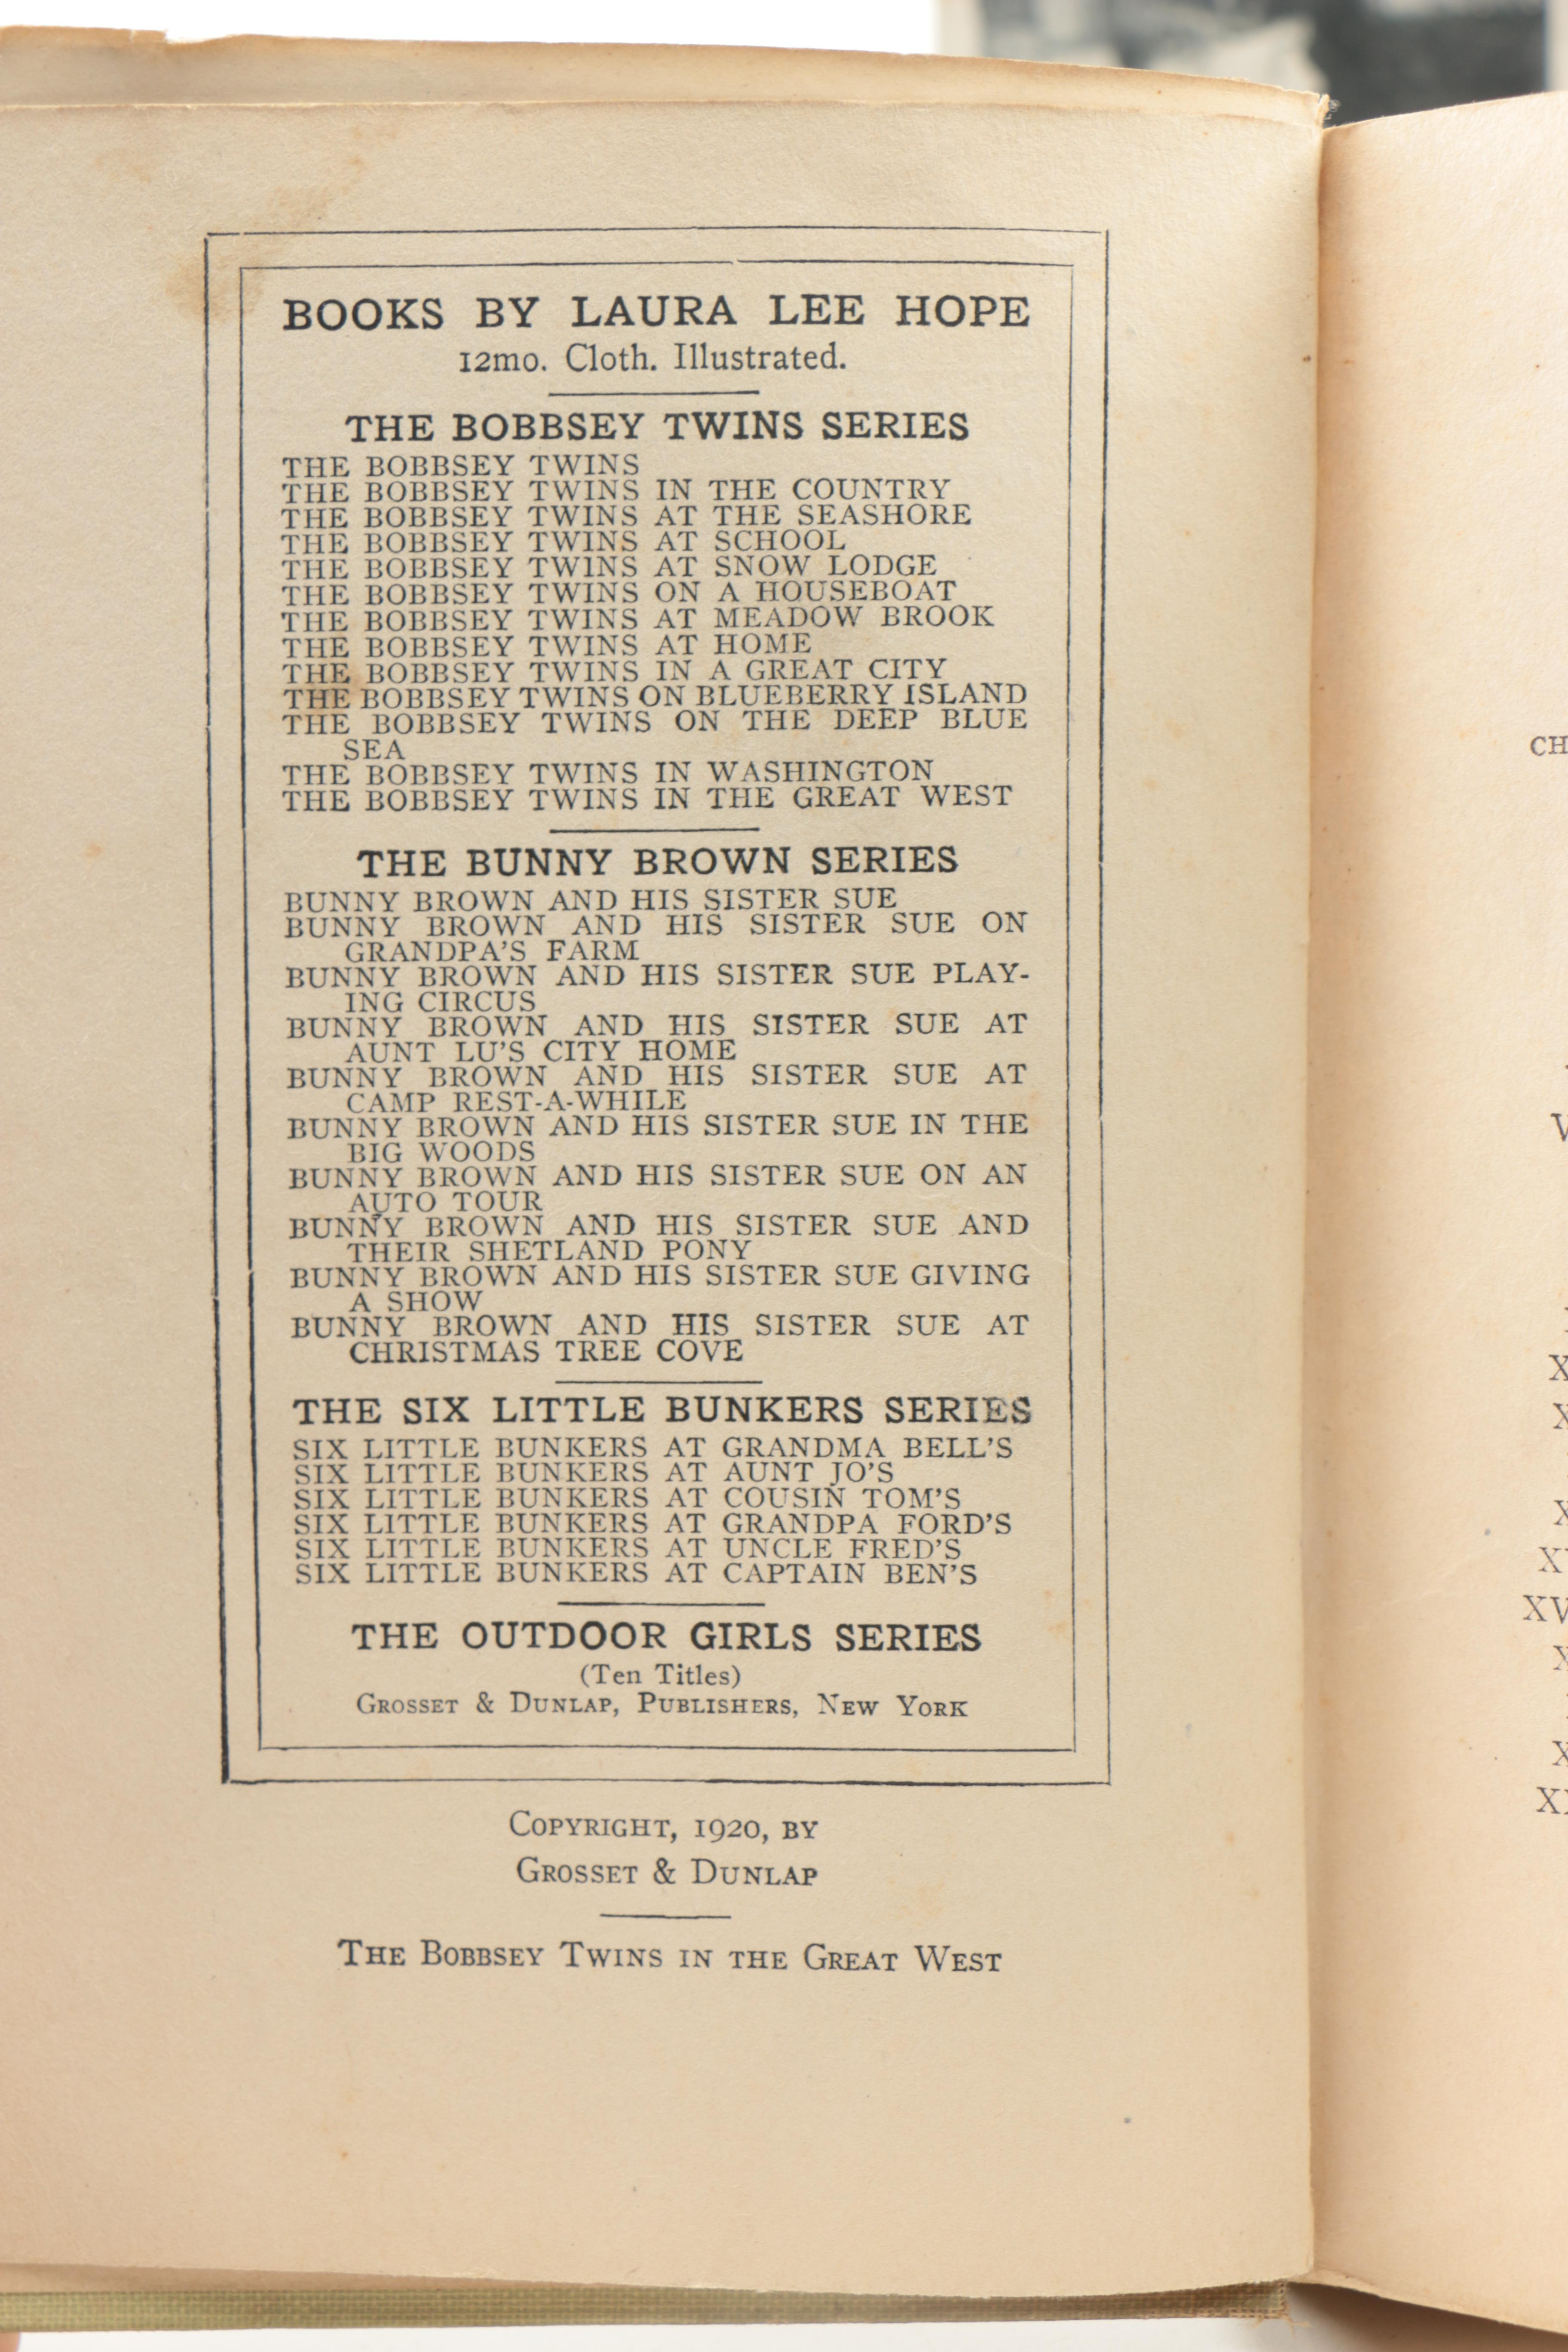 BOOKS BY LAURA LEE HOPE
12mo. Cloth. Illustrated.
THE BOBBSEY TWINS SERIES
THE BOBBSEY TWINS
THE BOBBSEY TWINS IN THE COUNTRY
THE BOBBSEY TWINS AT THE SEASHORE
THE BOBBSEY TWINS AT SCHOOL
THE BOBBSEY TWINS AT SNOW LODGE
THE BOBBSEY TWINS ON A HOUSEBOAT
THE BOBBSEY TWINS AT MEADOW BROOK
THE BOBBSEY TWINS AT HOME
THE BOBBSEY TWINS IN A GREAT CITY
THE BOBBSEY TWINS ON BLUEBERRY ISLAND
THE BOBBSEY TWINS ON THE DEEP BLUE
SEA
THE BOBBSEY TWINS IN WASHINGTON
THE BOBBSEY TWINS IN THE GREAT WEST
THE BUNNY BROWN SERIES
BUNNY BROWN AND HIS SISTER SUE
BUNNY BROWN AND HIS SISTER SUE ON
GRANDPA'S FARM
BUNNY BROWN AND HIS SISTER SUE PLAY-
ING CIRCUS
BUNNY BROWN AND HIS SISTER SUE AT
AUNT LU'S CITY HOME
BUNNY BROWN AND HIS SISTER SUE AT
CAMP REST-A-WHILE
BUNNY BROWN AND HIS SISTER SUE IN THE
BIG WOODS
BUNNY BROWN AND HIS SISTER SUE ON AN
AUTO TOUR
BUNNY BROWN AND HIS SISTER SUE AND
THEIR SHETLAND PONY
BUNNY BROWN AND HIS SISTER SUE GIVING
A SHOW
BUNNY BROWN AND HIS SISTER SUE AT
CHRISTMAS TREE COVE
THE SIX LITTLE BUNKERS SERIES
SIX LITTLE BUNKERS AT GRANDMA BELL'S
SIX LITTLE BUNKERS AT AUNT JO'S
SIX LITTLE BUNKERS AT COUSIN TOM'S
SIX LITTLE BUNKERS AT GRANDPA FORD'S
SIX LITTLE BUNKERS AT UNCLE FRED'S
SIX LITTLE BUNKERS AT CAPTAIN BEN'S
THE OUTDOOR GIRLS SERIES
(Ten Titles)
GROSSET & DUNLAP, PUBLISHERS, NEW YORK
COPYRIGHT, 1920, BY
GROSSET & DUNLAP
THE BOBBSEY TWINS IN THE GREAT WEST